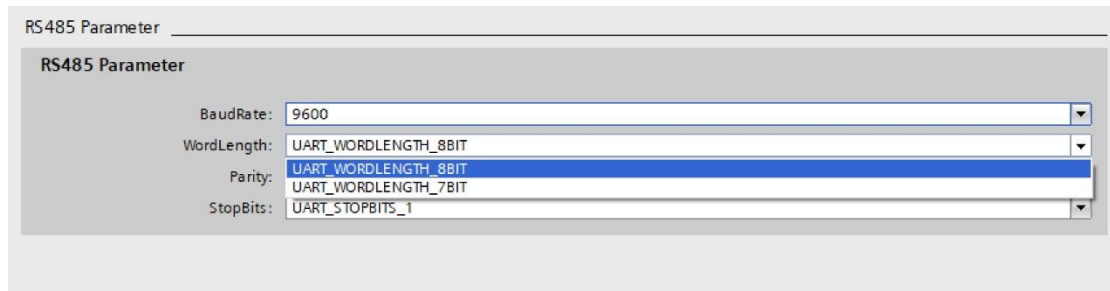 RS485 Parameter
RS485 Parameter
BaudRate: 9600
WordLength: UART_WORDLENGTH_8BIT
UART_WORDLENGTH_8BIT
Parity:
UART_WORDLENGTH_7BIT
StopBits: UART_STOPBITS_1